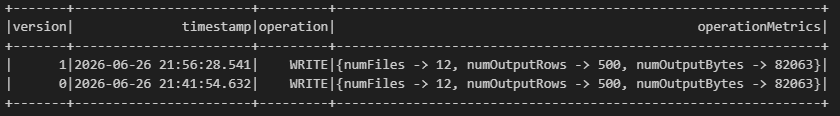 +-------+-----------------------+---------+-----------------------------------------------------------------+
|version|              timestamp|operation|                                                 operationMetrics|
+-------+-----------------------+---------+-----------------------------------------------------------------+
|      1|2026-06-26 21:56:28.541|    WRITE|{numFiles -> 12, numOutputRows -> 500, numOutputBytes -> 82063}|
|      0|2026-06-26 21:41:54.632|    WRITE|{numFiles -> 12, numOutputRows -> 500, numOutputBytes -> 82063}|
+-------+-----------------------+---------+-----------------------------------------------------------------+